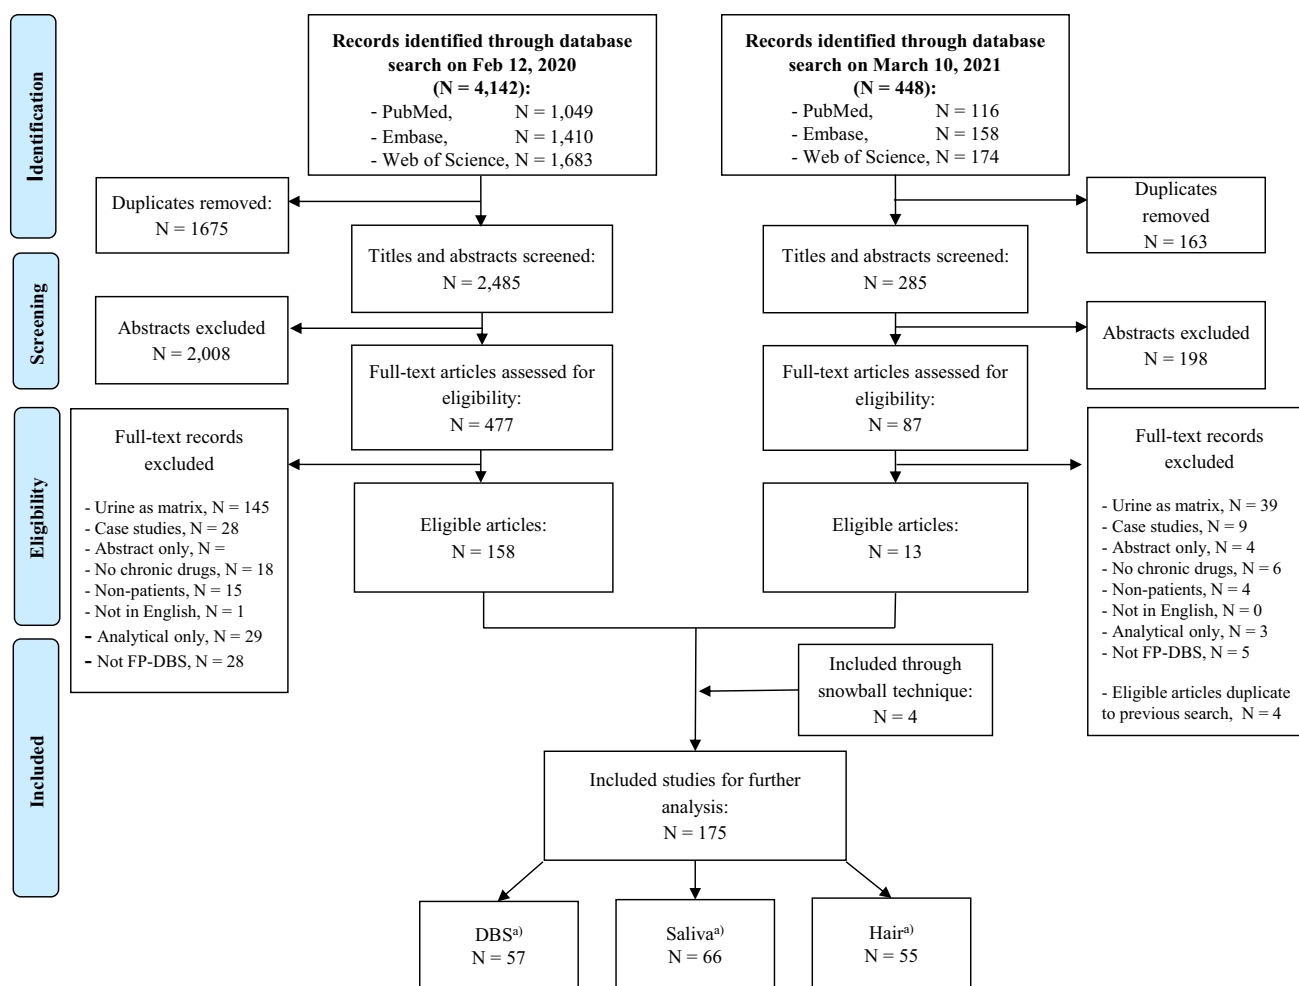 Identification
Records identified through database
search on Feb 12, 2020
(N = 4,142):
- PubMed, N = 1,049
- Embase, N = 1,410
- Web of Science, N = 1,683
Records identified through database
search on March 10, 2021
(N = 448):
- PubMed, N = 116
- Embase, N = 158
- Web of Science, N = 174
Duplicates removed:
N = 1675
Duplicates
removed
N = 163
Screening
Titles and abstracts screened:
N = 2,485
Titles and abstracts screened:
N = 285
Abstracts excluded
N = 2,008
Abstracts excluded
N = 198
Full-text articles assessed for
eligibility:
N = 477
Full-text articles assessed for
eligibility:
N = 87
Eligibility
Full-text records
excluded
- Urine as matrix, N = 145
- Case studies, N = 28
- Abstract only, N =
- No chronic drugs, N = 18
- Non-patients, N = 15
- Not in English, N = 1
- Analytical only, N = 29
- Not FP-DBS, N = 28
Eligible articles:
N = 158
Eligible articles:
N = 13
Full-text records
excluded
- Urine as matrix, N = 39
- Case studies, N = 9
- Abstract only, N = 4
- No chronic drugs, N = 6
- Non-patients, N = 4
- Not in English, N = 0
- Analytical only, N = 3
- Not FP-DBS, N = 5
- Eligible articles duplicate
to previous search, N = 4
Included
Included through
snowball technique:
N = 4
Included studies for further
analysis:
N = 175
DBSa)
N = 57
Salivaa)
N = 66
Haira)
N = 55